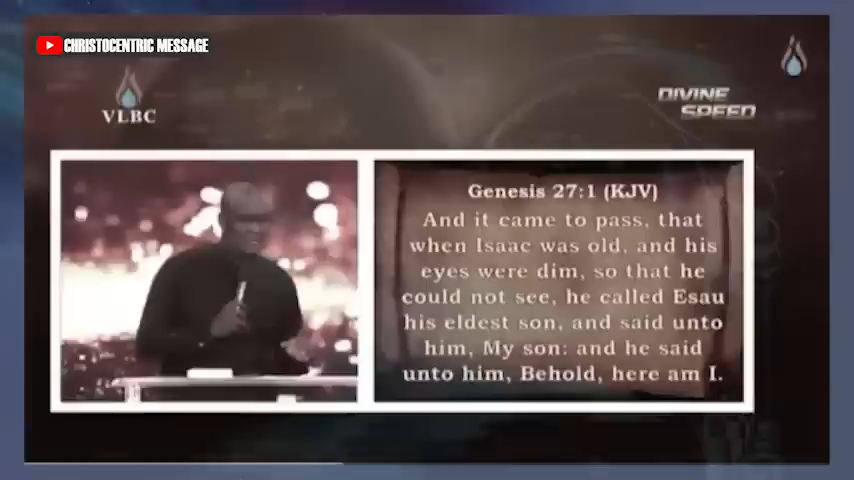 CHRISTOCENTRIC MESSAGE
VLBC
DIVINE
SPEED
Genesis 27:1 (KJV)
And it came to pass, that
when Isaac was old, and his
eyes were dim, so that he
could not see, he called Esau
his eldest son, and said unto
him, My son: and he said
unto him, Behold, here am I.